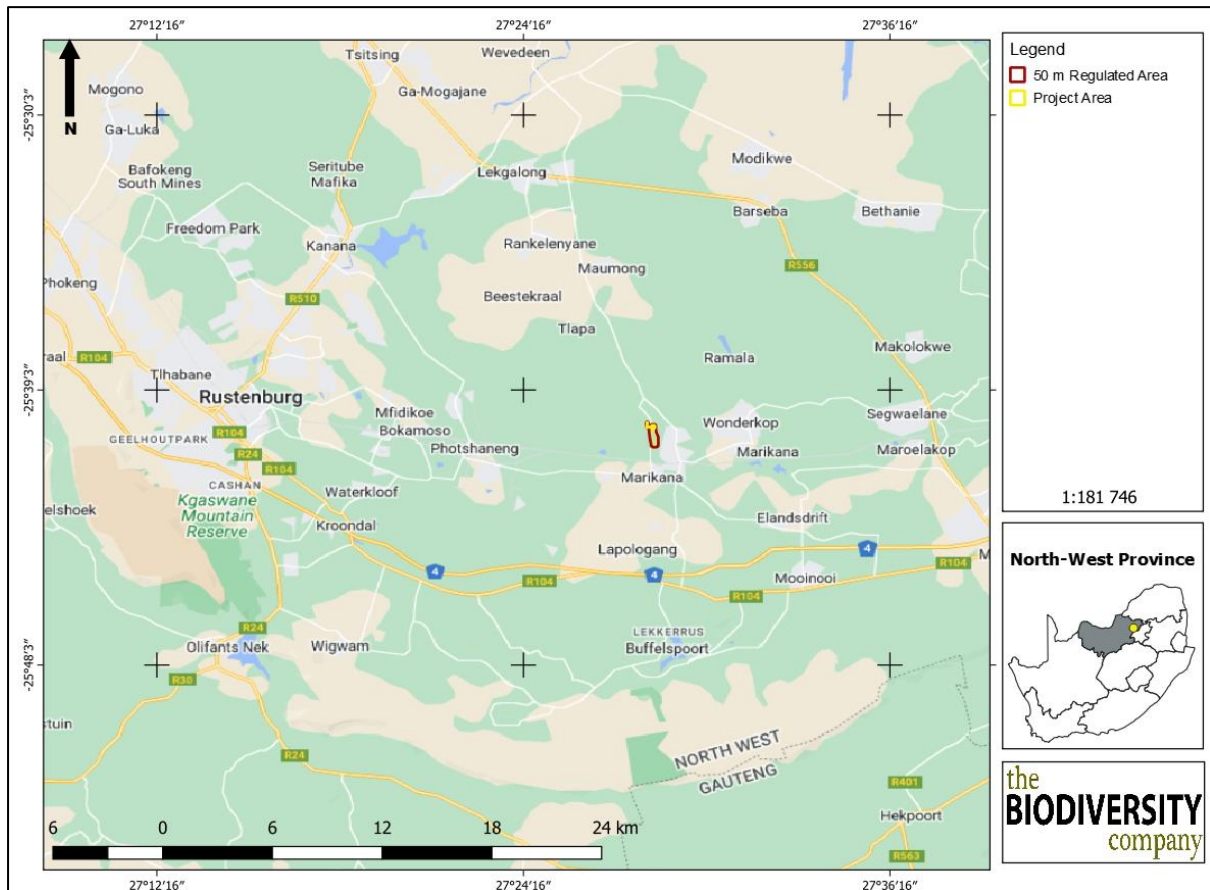 27°12'16"
27°24'16"
27°36'16"
-25°30'3"
-25°39'3"
-25°48'3"
N
Tsitsing
Wevedeen
Mogono
Ga-Mogajane
Ga-Luka
Modikwe
Bafokeng
South Mines
Seritube
Mafika
Lekgalong
Barseba
Bethanie
Freedom Park
Kanana
Rankelenyane
Maumong
R556
Phokeng
R510
Beestekraal
Tlapa
raal
R104
Ramala
Makolokwe
Tlhabane
Rustenburg
Mfidikoe
Bokamoso
Wonderkop
Segwaelane
GEELHOUTPARK
R104
R24
Photshaneng
Marikana
Maroelakop
R104
CASHAN
Marikana
Waterkloof
elshoek
Kgaswane
Mountain
Reserve
Kroondal
Elandsdrift
Lapologang
4
4
4
M
R104
R104
R104
Mooinooi
R24
LEKKERRUS
Buffelspoort
Olifants Nek
Wigwam
R30
stuin
R24
NORTH WEST
GAUTENG
R401
Hekpoort
R563
6 0 6 12 18 24 km
27°12'16"
27°24'16"
27°36'16"
Legend
50 m Regulated Area
Project Area
1:181 746
North-West Province
the
BIODIVERSITY
company